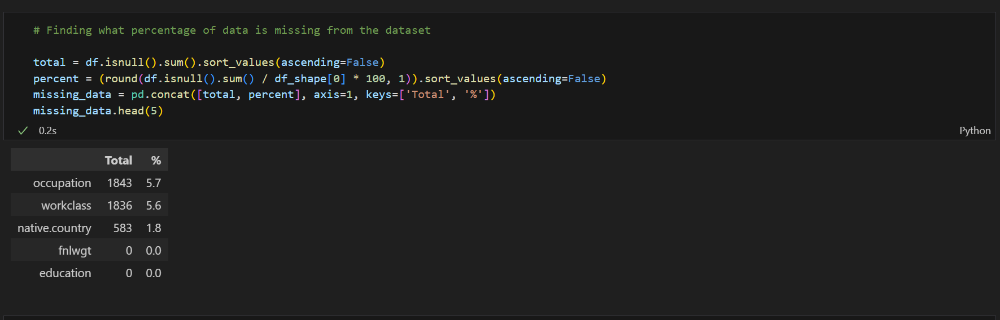 # Finding what percentage of data is missing from the dataset
total = df.isnull().sum().sort_values(ascending=False)
percent = (round(df.isnull().sum() / df_shape[0] * 100, 1)).sort_values(ascending=False)
missing_data = pd.concat([total, percent], axis=1, keys=['Total', '%'])
missing_data.head(5)
0.2s Python
Total %
occupation 1843 5.7
workclass 1836 5.6
native.country 583 1.8
fnlwgt 0 0.0
education 0 0.0